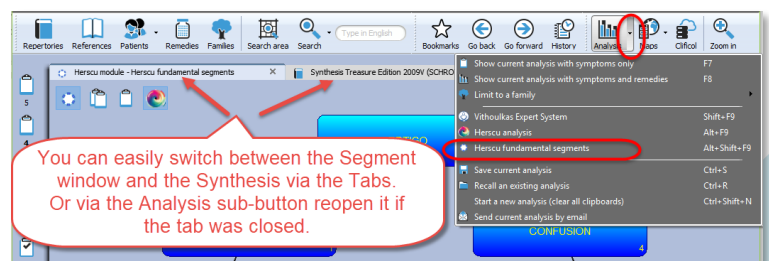 Type in English
Repertories References Patients Remedies Families Search area Search Bookmarks Go back Go forward History Analysis Maps Clificol Zoom in
Herscu module - Herscu fundamental segments
Synthesis Treasure Edition 2009V (SCHRO
Show current analysis with symptoms only F7
Show current analysis with symptoms and remedies F8
Limit to a family
Vithoulkas Expert System Shift+F9
Herscu analysis Alt+F9
Herscu fundamental segments Alt+Shift+F9
Save current analysis Ctrl+S
Recall an existing analysis Ctrl+R
Start a new analysis (clear all clipboards) Ctrl+Shift+N
Send current analysis by email
5
4
You can easily switch between the Segment
window and the Synthesis via the Tabs.
Or via the Analysis sub-button reopen it if
the tab was closed.
CONFUSION
4